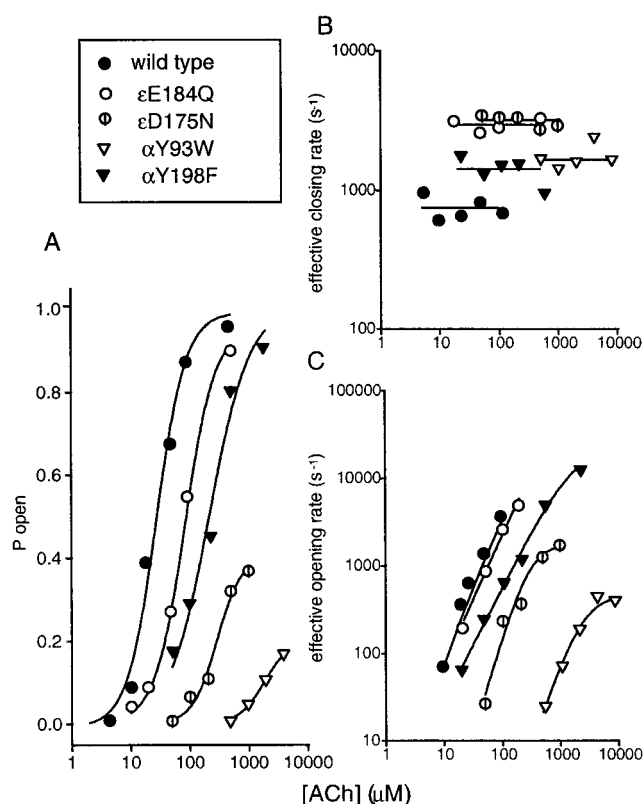 wild type
εE184Q
εD175N
αY93W
αY198F
A
P open
1.0
0.8
0.6
0.4
0.2
0.0
1 10 100 1000 10000
[ACh] (μM)
B
effective closing rate (s⁻¹)
10000
1000
100
1 10 100 1000 10000
C
effective opening rate (s⁻¹)
100000
10000
1000
100
10
1 10 100 1000 10000